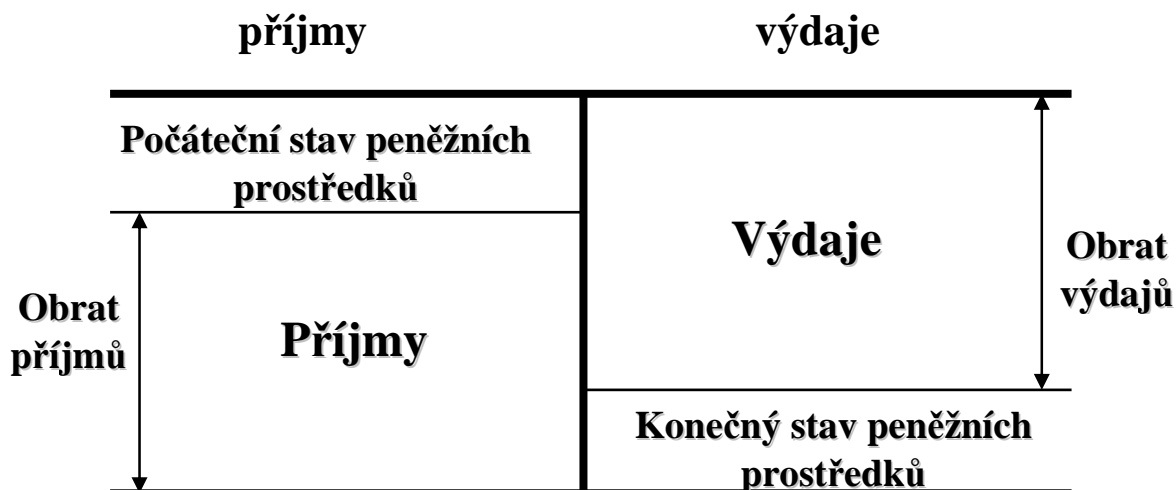 příjmy
výdaje
Počáteční stav peněžních
prostředků
Výdaje
Obrat
výdajů
Obrat
příjmů
Příjmy
Konečný stav peněžních
prostředků